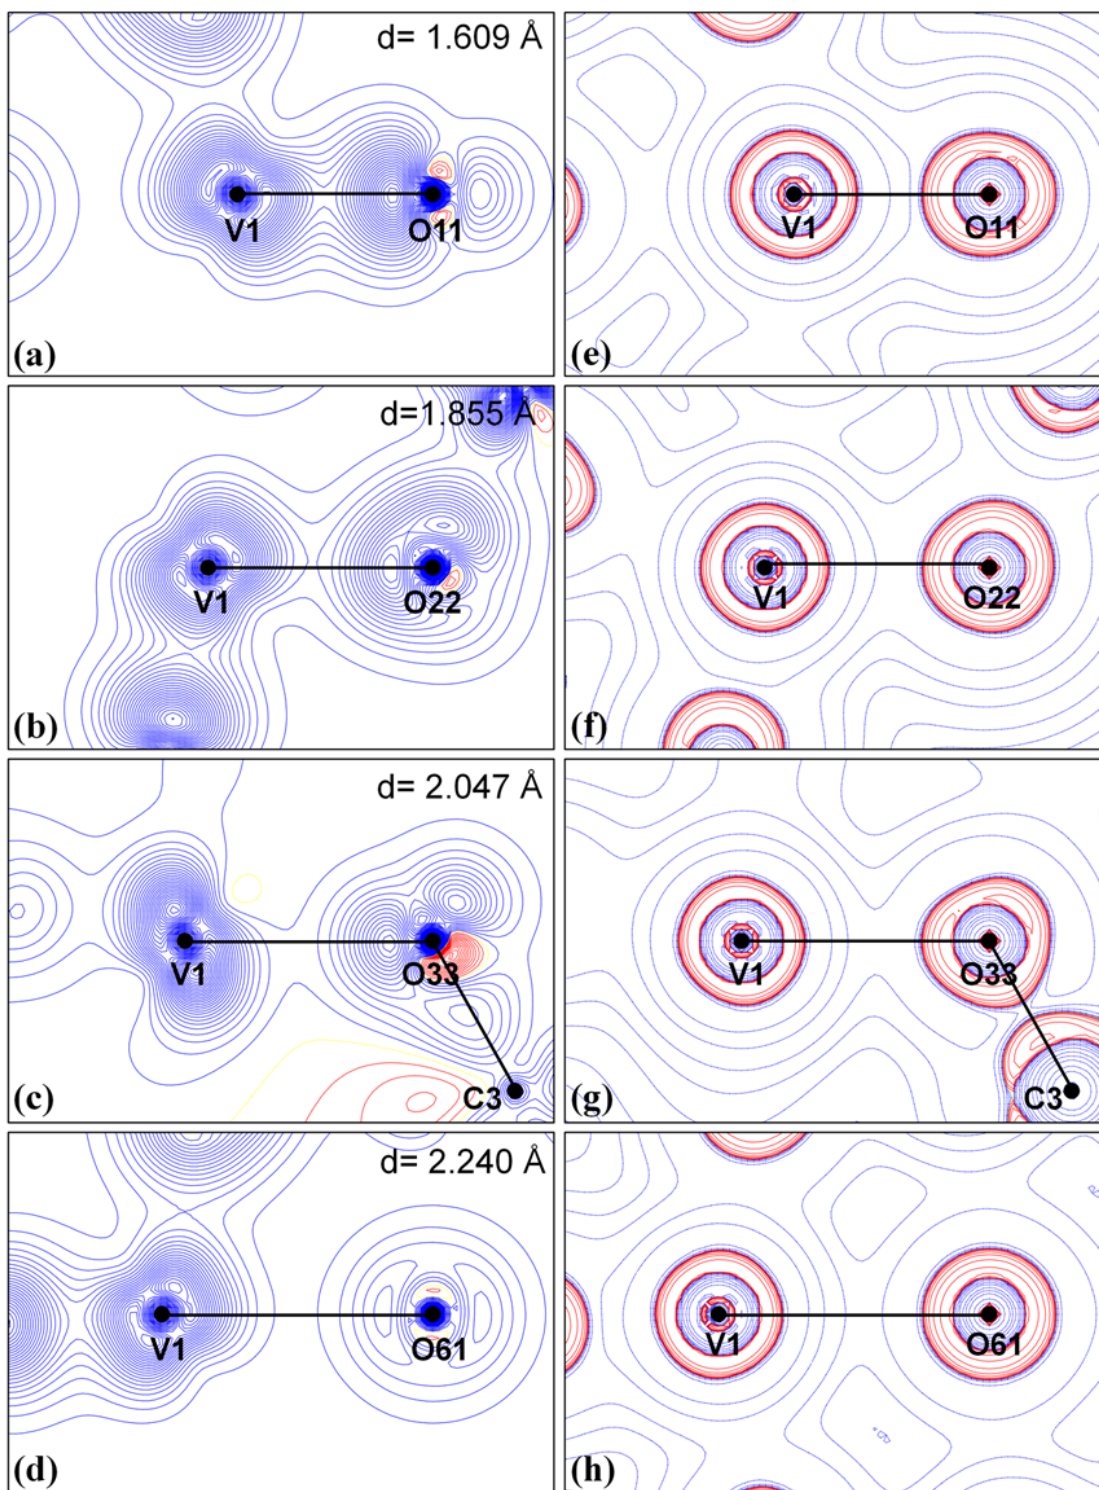 d= 1.609 Å
V1 O11
V1 O11
(a) (e)
d=1.855 Å
V1 O22
V1 O22
(b) (f)
d= 2.047 Å
V1 O33
V1 O33
C3 C3
(c) (g)
d= 2.240 Å
V1 O61
V1 O61
(d) (h)